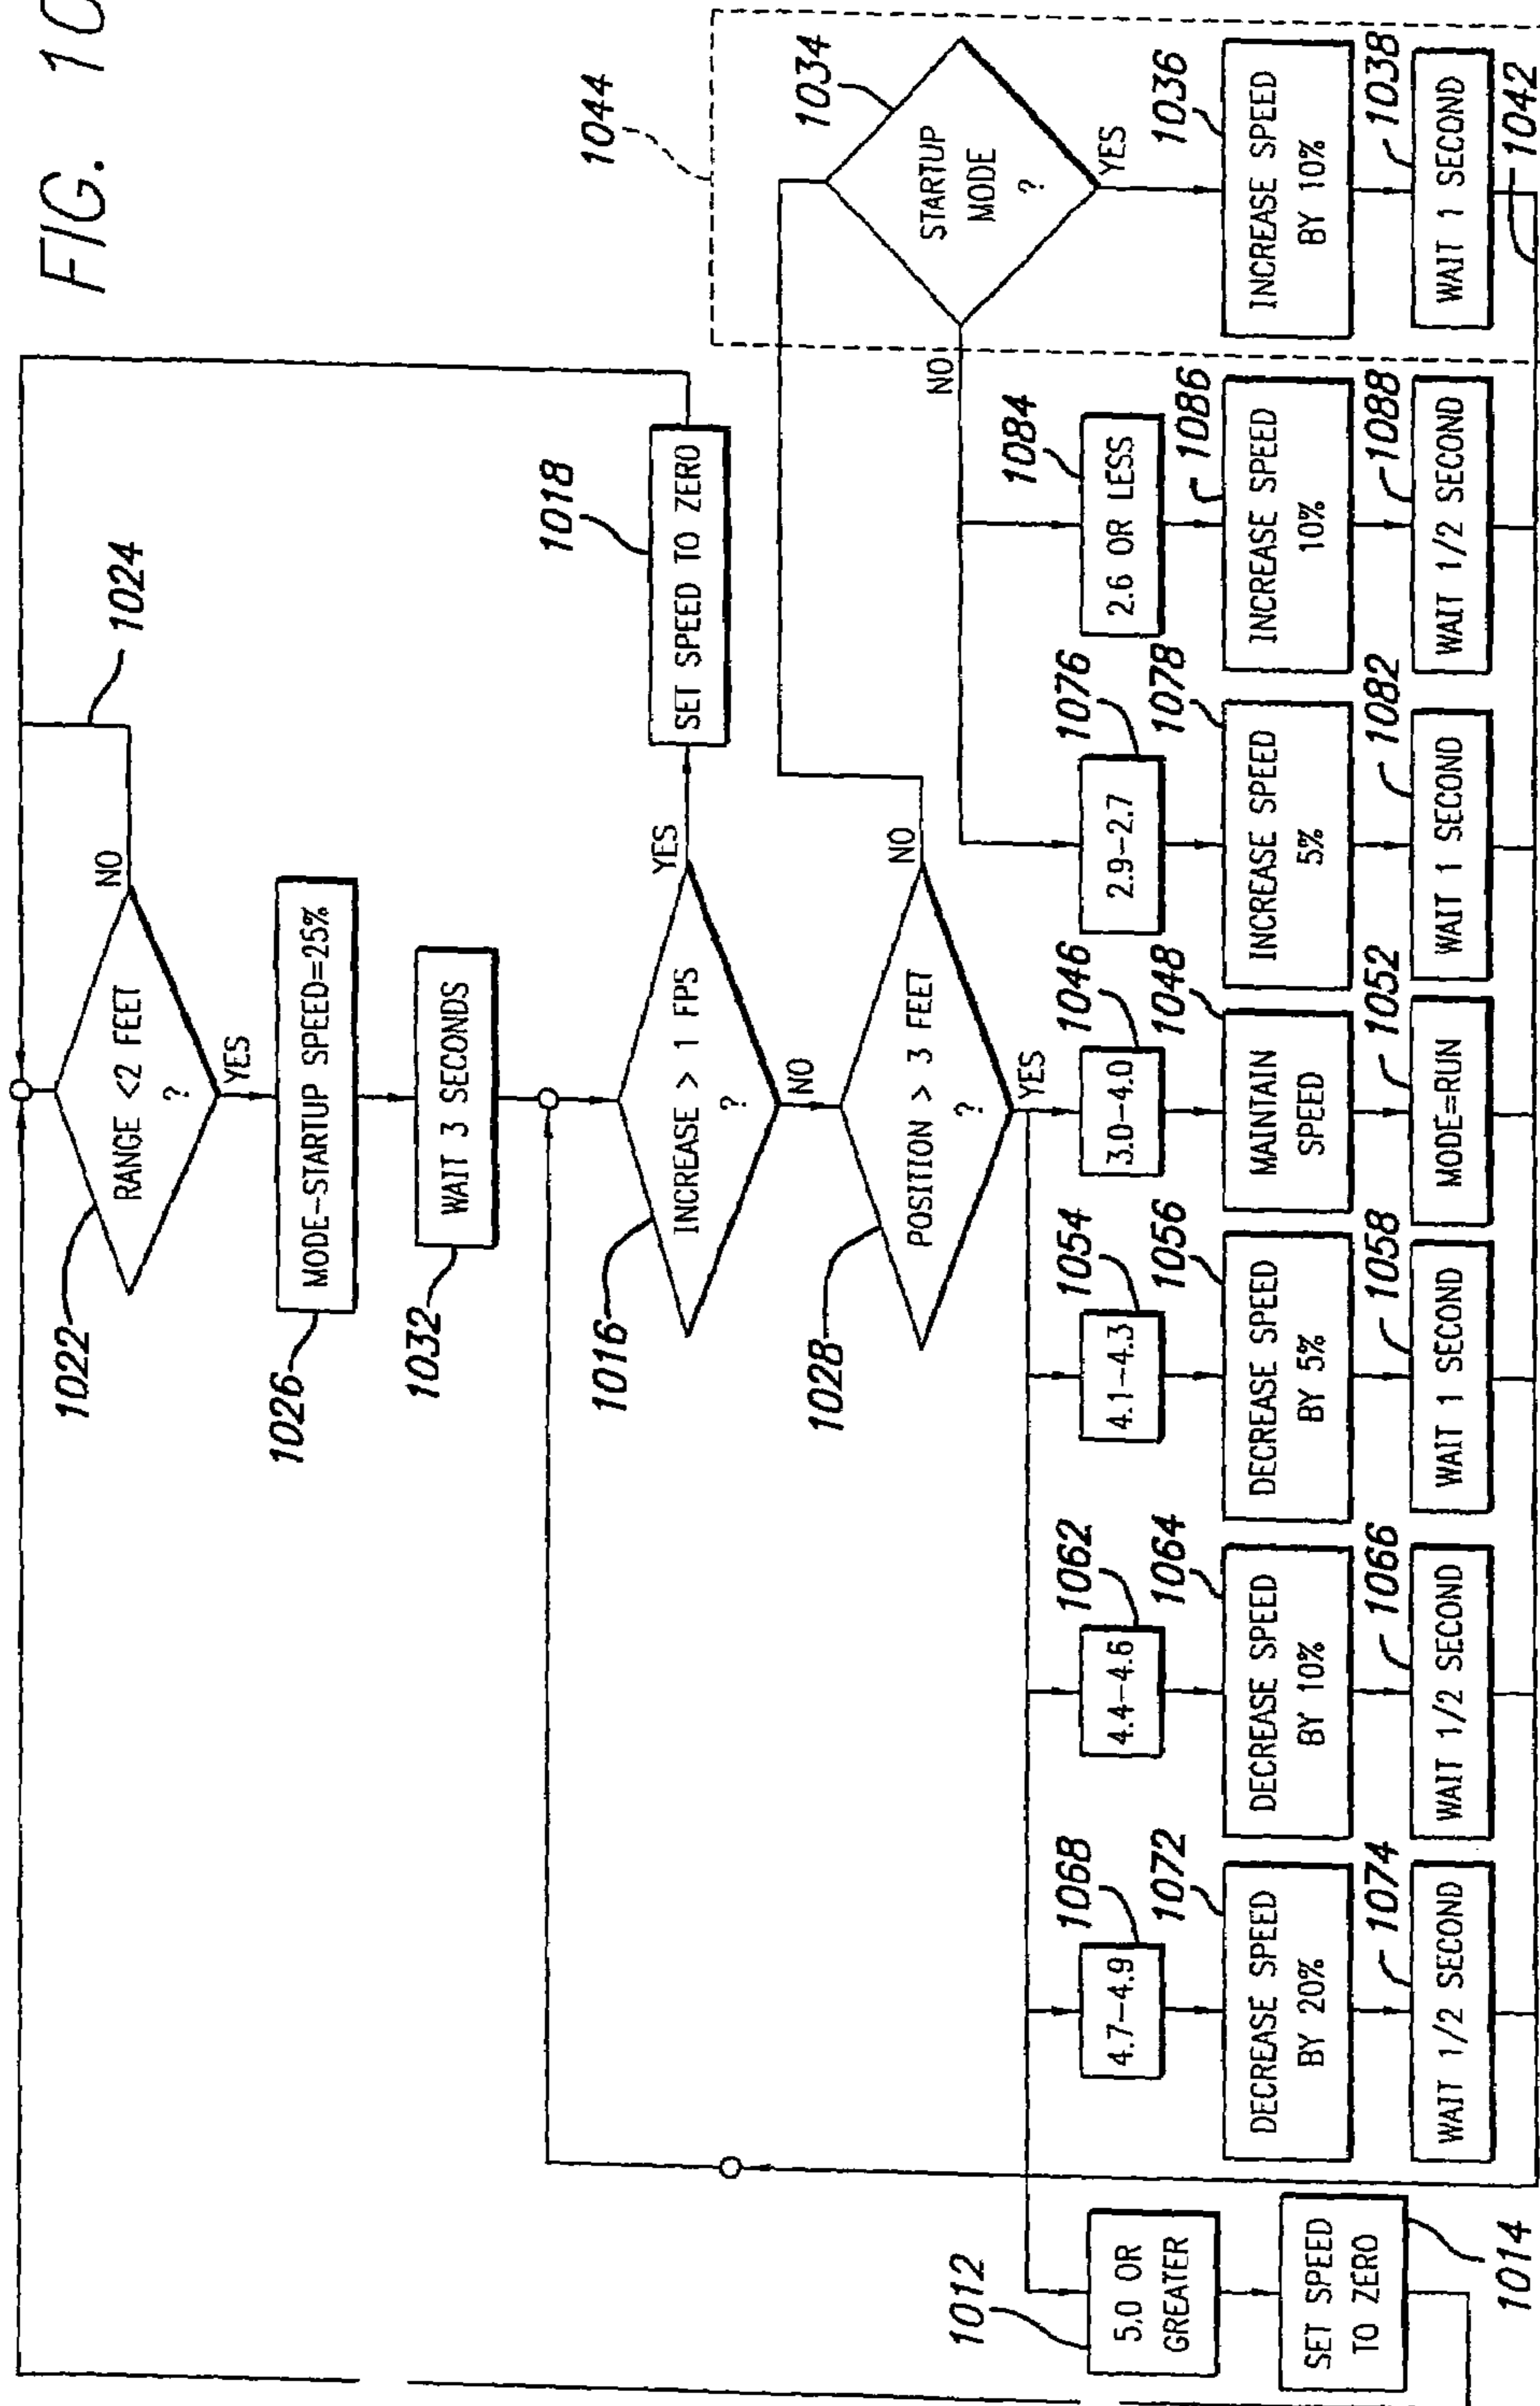 FIG. 10
1022
RANGE <2 FEET
?
NO
1024
YES
1026
MODE-STARTUP SPEED=25%
1032
WAIT 3 SECONDS
1016
INCREASE > 1 FPS
?
YES
1018
SET SPEED TO ZERO
NO
1028
POSITION > 3 FEET
?
NO
YES
1044
1034
STARTUP
MODE
?
NO
YES
1036
INCREASE SPEED
BY 10%
1038
WAIT 1 SECOND
1042
1012
5.0 OR
GREATER
SET SPEED
TO ZERO
1014
1068
4.7-4.9
1072
DECREASE SPEED
BY 20%
1074
WAIT 1/2 SECOND
1062
4.4-4.6
1064
DECREASE SPEED
BY 10%
1066
WAIT 1/2 SECOND
1054
4.1-4.3
1056
DECREASE SPEED
BY 5%
1058
WAIT 1 SECOND
1046
3.0-4.0
1048
MAINTAIN
SPEED
1052
MODE=RUN
1076
2.9-2.7
1078
INCREASE SPEED
5%
1082
WAIT 1 SECOND
1084
2.6 OR LESS
1086
INCREASE SPEED
10%
1088
WAIT 1/2 SECOND